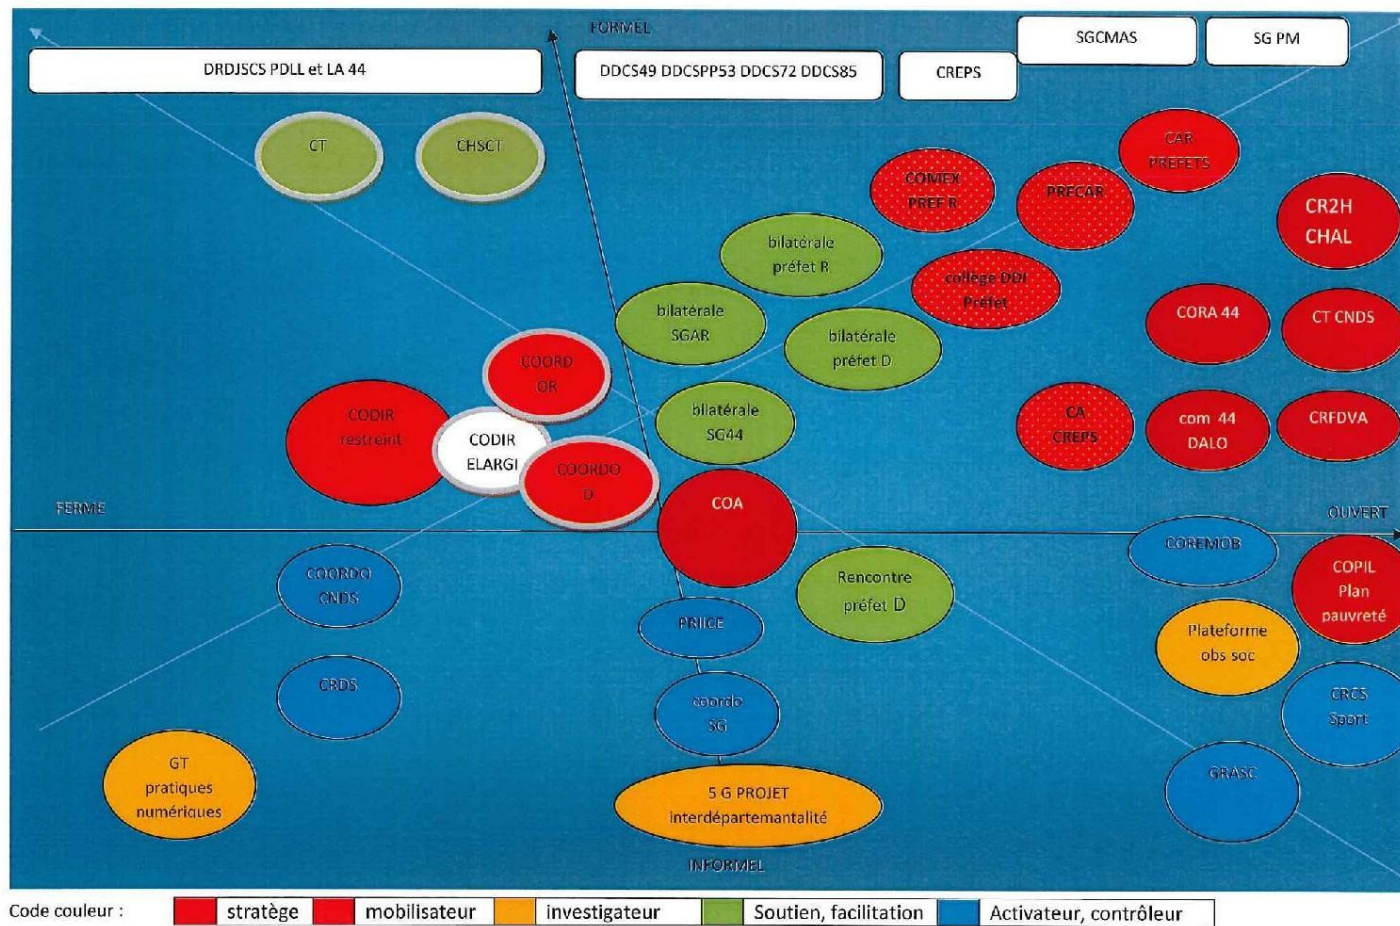 FORMEL
SGCMAS
SG PM
DRDJSCS PDLL et LA 44
DDCS49 DDCSPP53 DDCS72 DDCS85
CREPS
CT
CHSCT
CAR
PREFETS
COMEX
PREF R
PRECAR
CR2H
CHAL
bilatérale
préfet R
collège DDI
Préfet
bilatérale
SGAR
bilatérale
préfet D
CORA 44
CT CNDS
COORD
OR
CODIR
restreint
CODIR
ELARGI
COORDO
D
bilatérale
SG44
CA
CREPS
com 44
DALO
CRFDVA
FERME
COA
OUVERT
COREMOB
COORDO
CNDS
Rencontre
préfet D
COPIL
Plan
pauvreté
PRIICE
Plateforme
obs soc
CRDS
coordo
SG
CRCS
Sport
GT
pratiques
numériques
5 G PROJET
interdépartemantalité
GRASC
INFORMEL
Code couleur :
stratège
mobilisateur
investigateur
Soutien, facilitation
Activateur, contrôleur